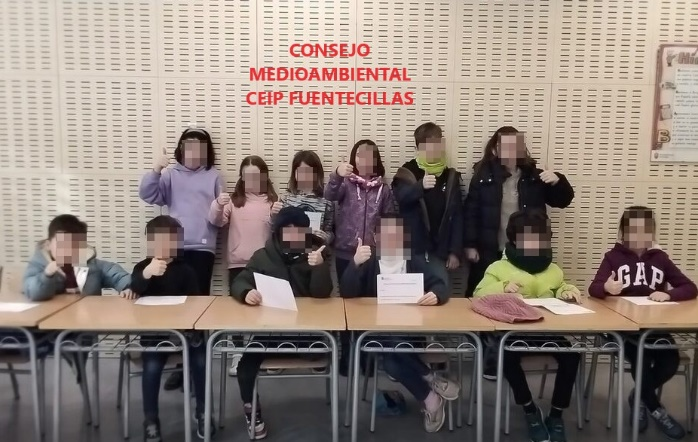 CONSEJO
MEDIOAMBIENTAL
CEIP FUENTECILLAS
GAP